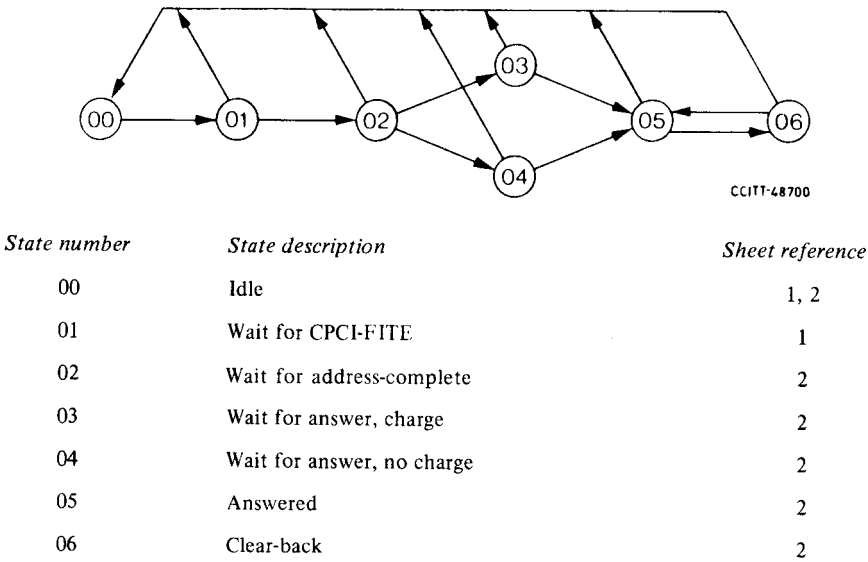 03
00 01 02 05 06
04
CCITT-48700
State number State description Sheet reference
00 Idle 1, 2
01 Wait for CPCI-FITE 1
02 Wait for address-complete 2
03 Wait for answer, charge 2
04 Wait for answer, no charge 2
05 Answered 2
06 Clear-back 2